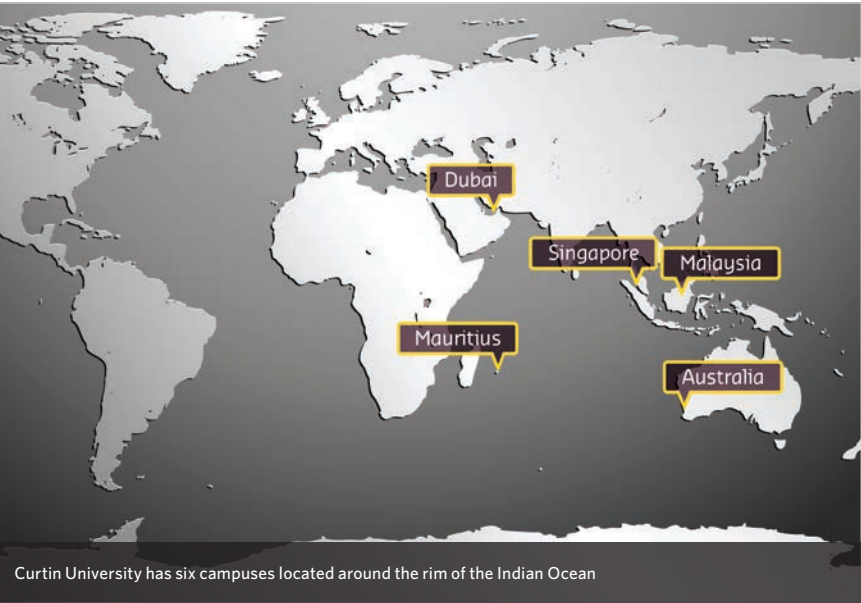 Dubai
Singapore
Malaysia
Mauritius
Australia
Curtin University has six campuses located around the rim of the Indian Ocean